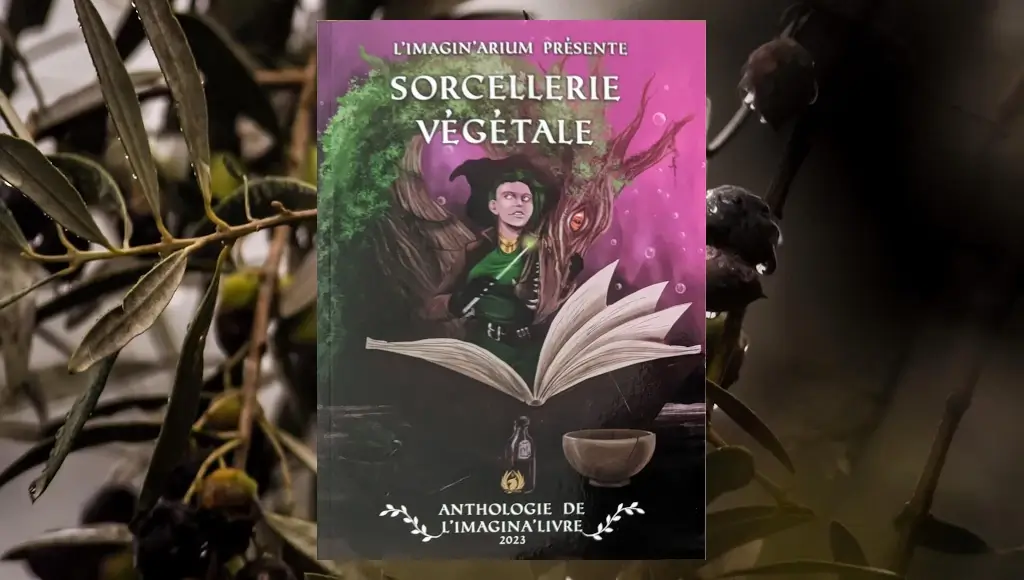 L'IMAGIN'ARIUM PRÉSENTE
SORCELLERIE
VÉGÉTALE
ANTHOLOGIE DE
L'IMAGINA'LIVRE
2023